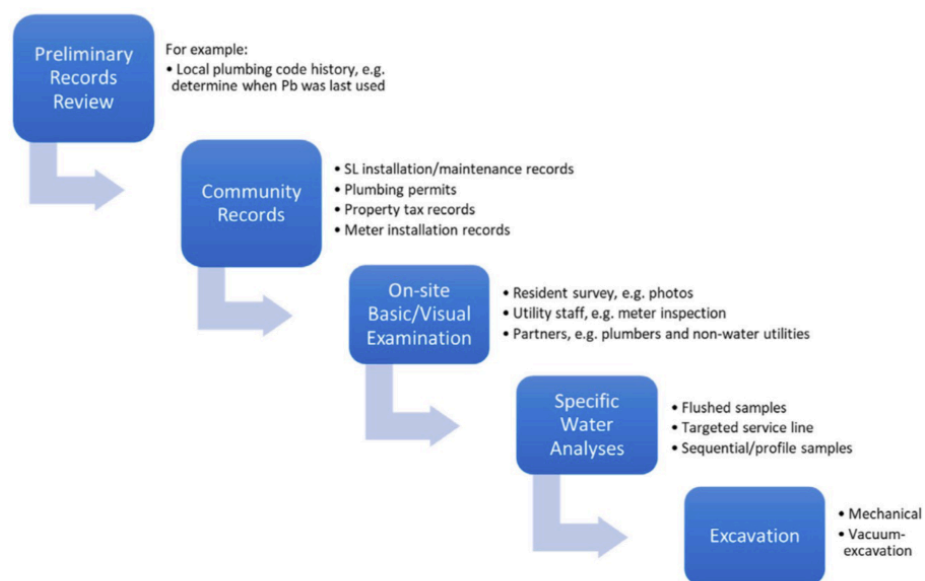 Preliminary
Records
Review
For example:
• Local plumbing code history, e.g.
determine when Pb was last used
Community
Records
• SL installation/maintenance records
• Plumbing permits
• Property tax records
• Meter installation records
On-site
Basic/Visual
Examination
• Resident survey, e.g. photos
• Utility staff, e.g. meter inspection
• Partners, e.g. plumbers and non-water utilities
Specific
Water
Analyses
• Flushed samples
• Targeted service line
• Sequential/profile samples
Excavation
• Mechanical
• Vacuum-
excavation